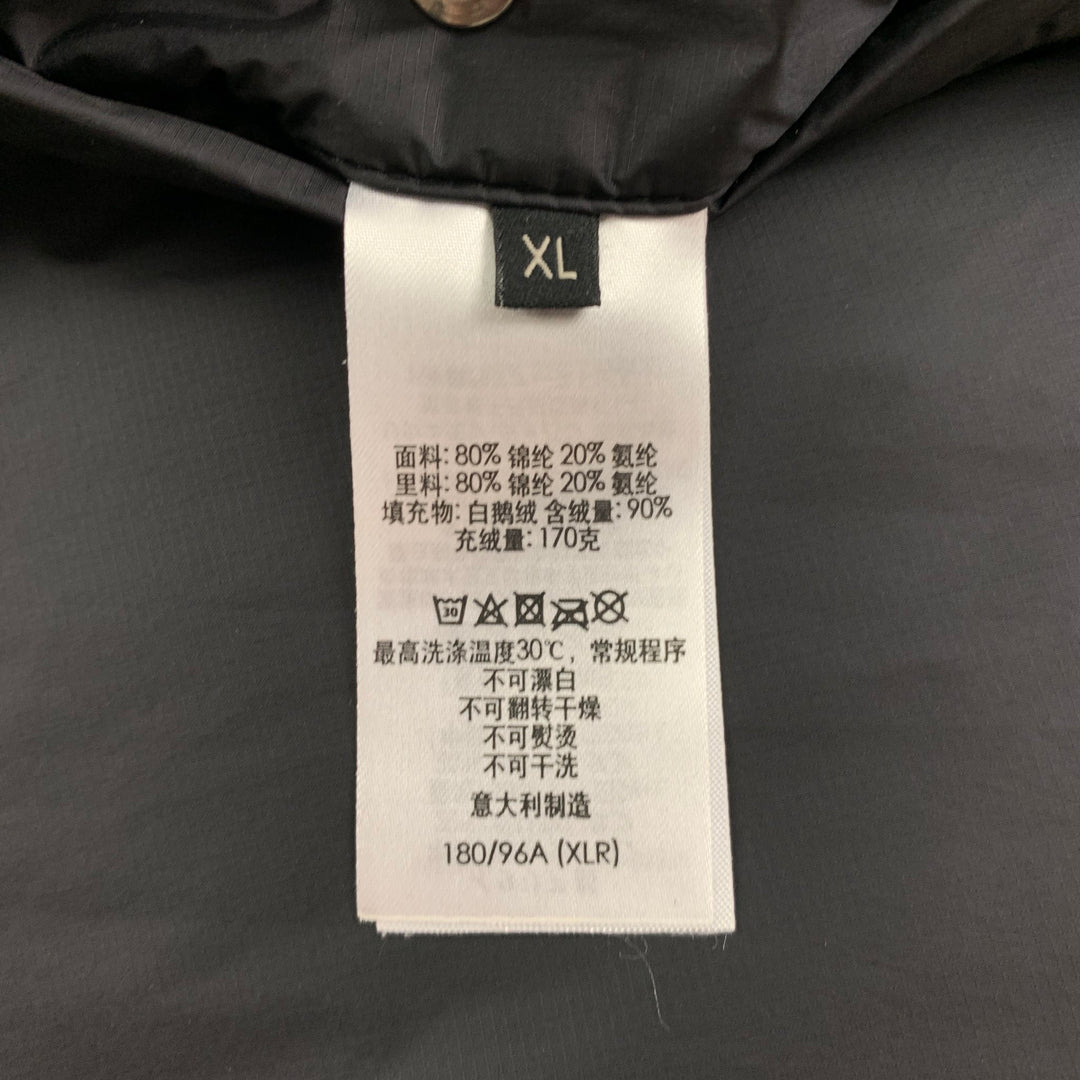 XL
面料: 80% 锦纶 20% 氨纶
里料: 80% 锦纶 20% 氨纶
填充物: 白鹅绒 含绒量: 90%
充绒量: 170克
30
最高洗涤温度30℃, 常规程序
不可漂白
不可翻转干燥
不可熨烫
不可干洗
意大利制造
180/96A (XLR)